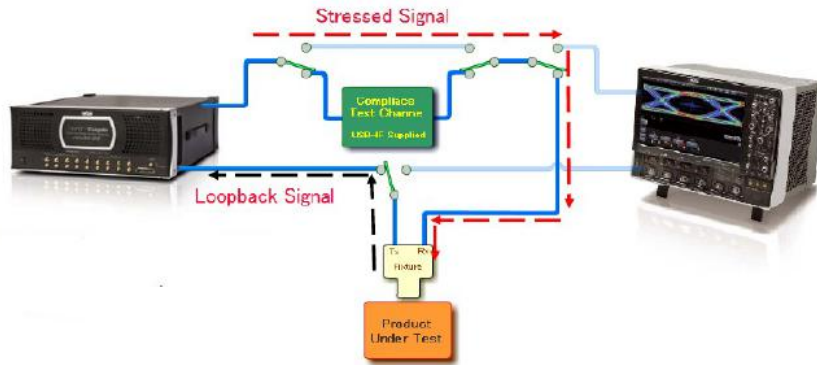 Stressed Signal
Compliace
Test Channe
USB-IF Supplied
Loopback Signal
Tx Rx
Fixture
Product
Under Test